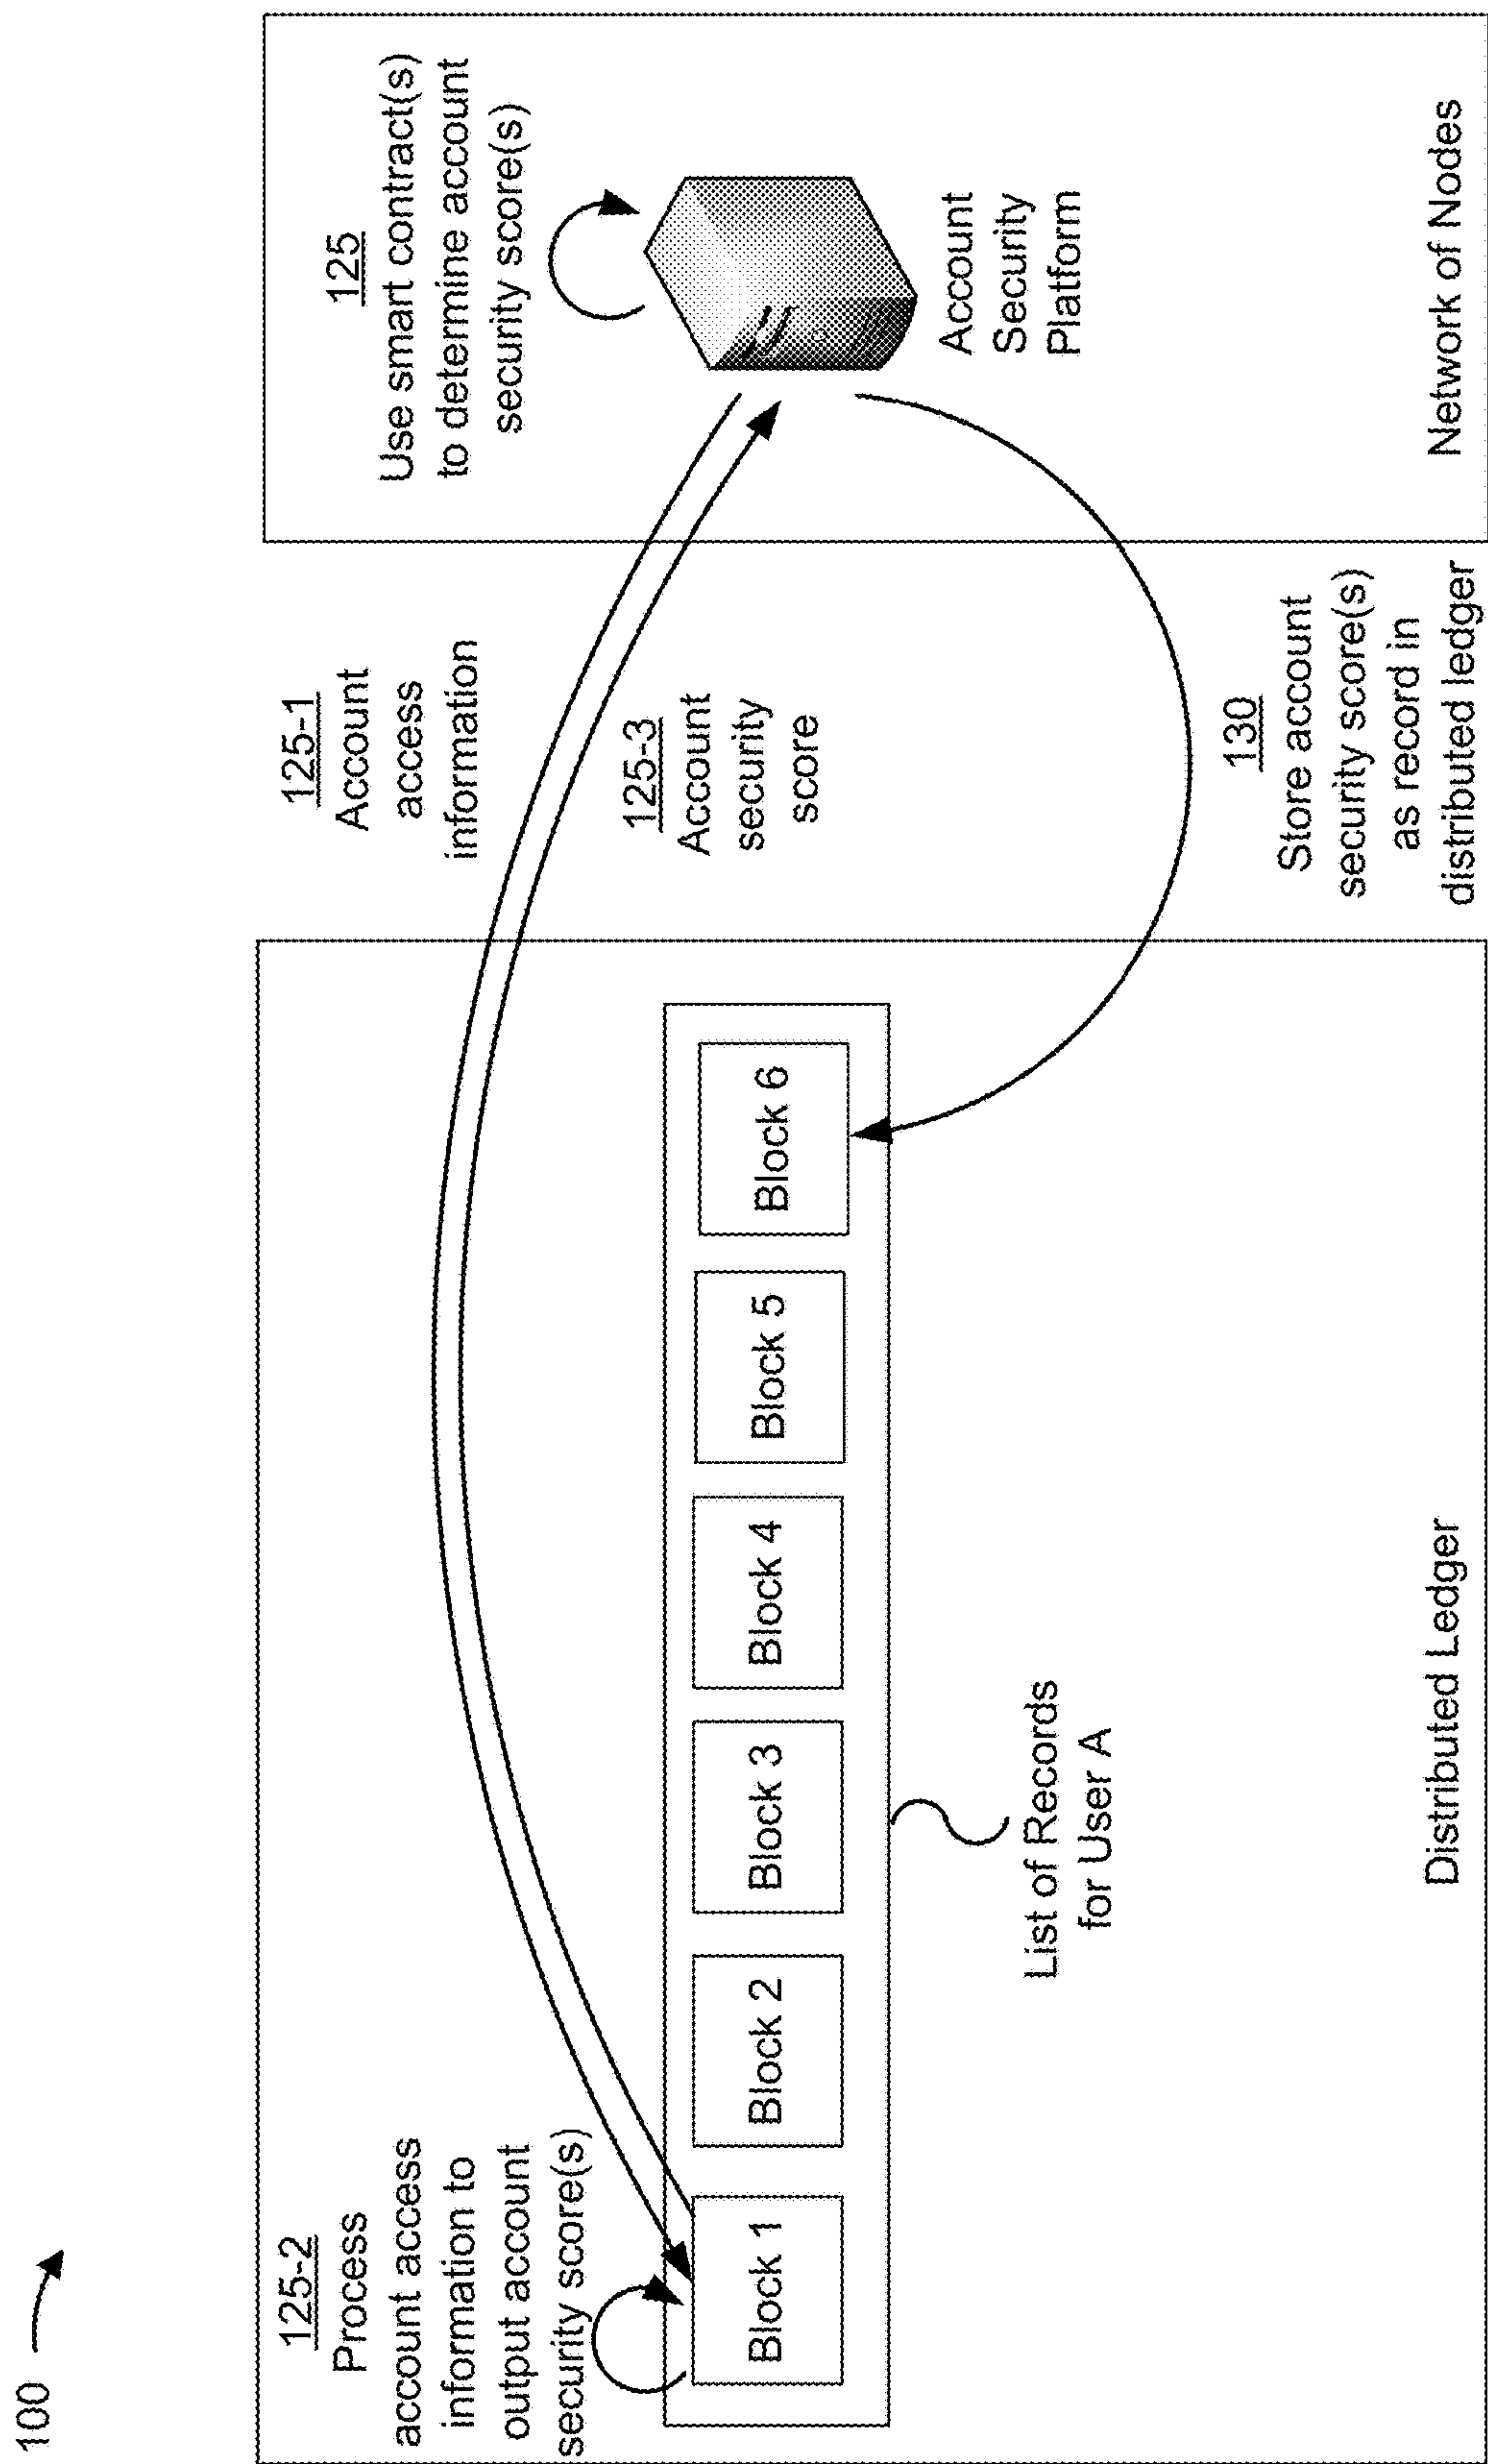 100
125-2
Process
account access
information to
output account
security score(s)
Block 1
Block 2
Block 3
Block 4
Block 5
Block 6
List of Records
for User A
Distributed Ledger
125-1
Account
access
information
125-3
Account
security
score
130
Store account
security score(s)
as record in
distributed ledger
125
Use smart contract(s)
to determine account
security score(s)
Account
Security
Platform
Network of Nodes